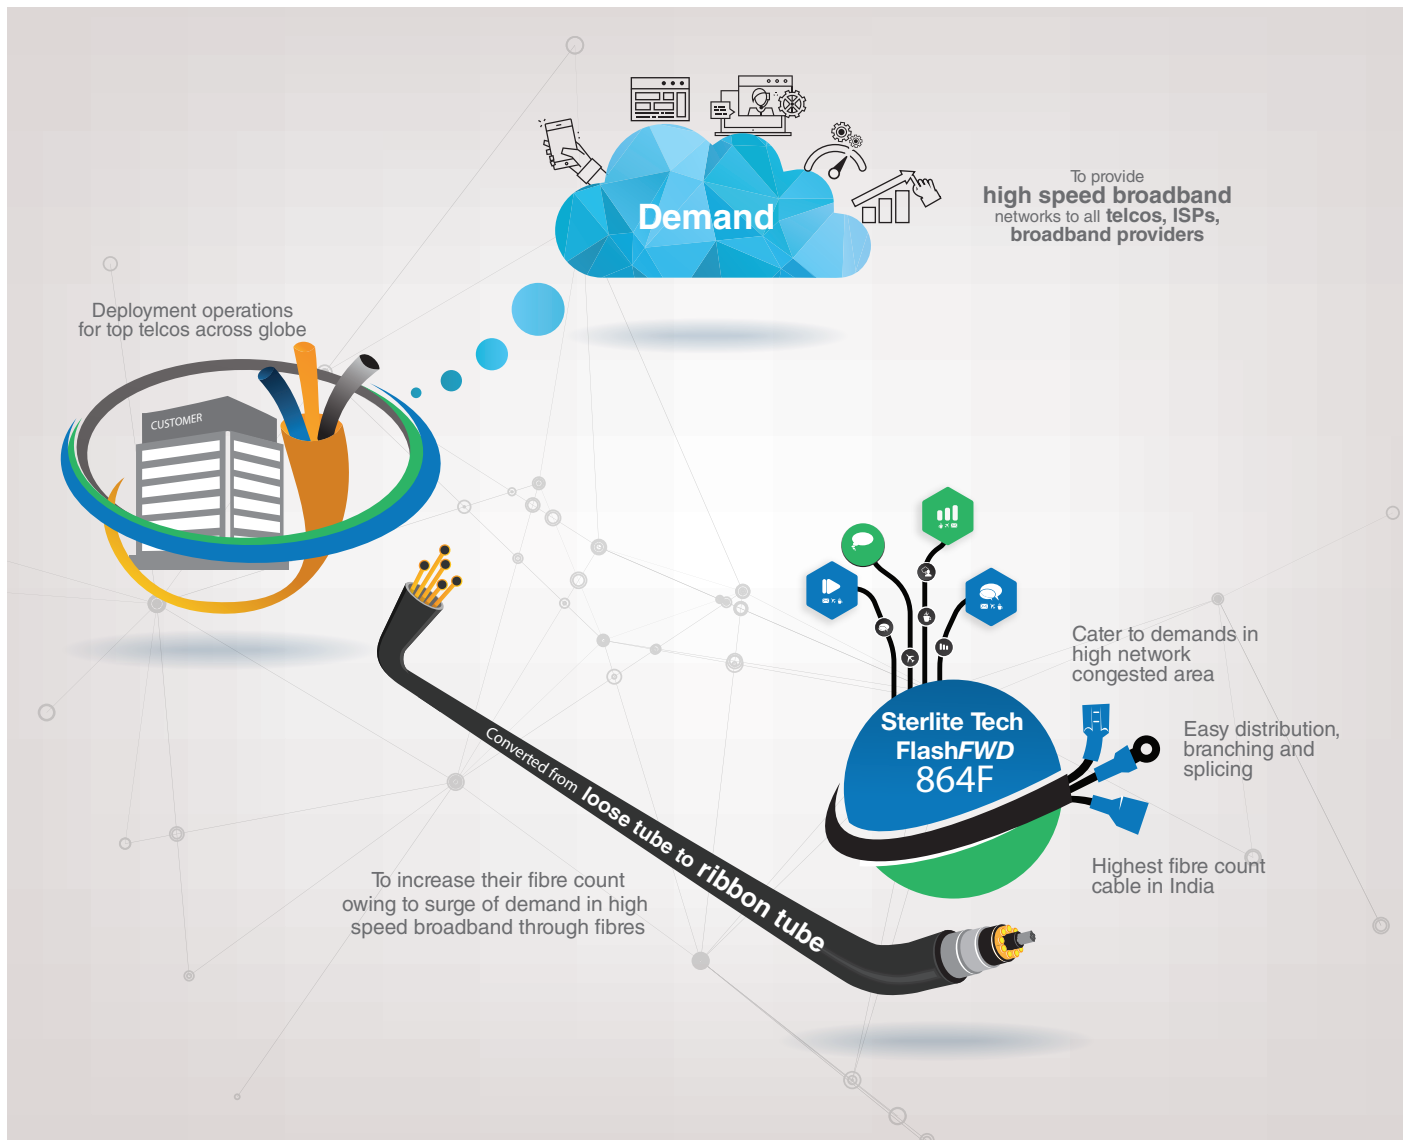 Demand
To provide
high speed broadband
networks to all telcos, ISPs,
broadband providers
Deployment operations
for top telcos across globe
CUSTOMER
Converted from loose tube to ribbon tube
To increase their fibre count
owing to surge of demand in high
speed broadband through fibres
Sterlite Tech
FlashFWD
864F
Cater to demands in
high network
congested area
Easy distribution,
branching and
splicing
Highest fibre count
cable in India